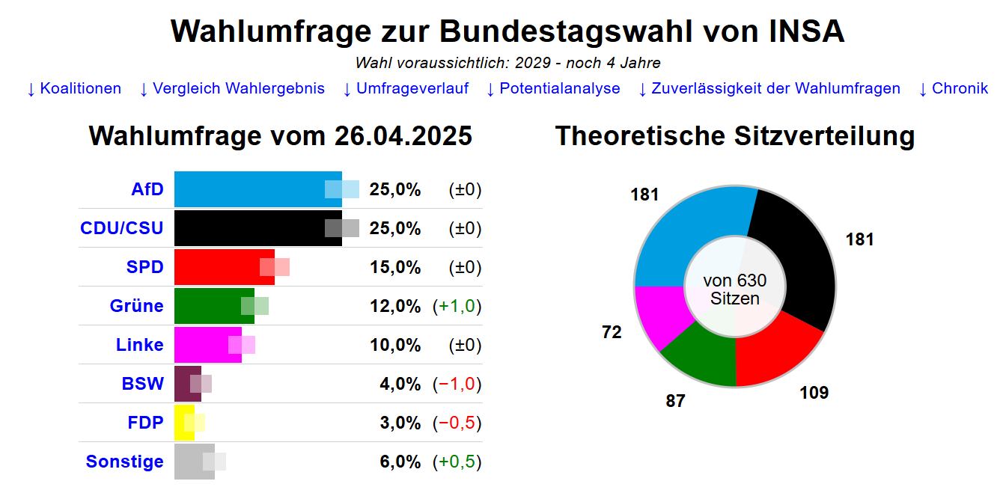 Wahlumfrage zur Bundestagswahl von INSA
Wahl voraussichtlich: 2029 - noch 4 Jahre
↓ Koalitionen ↓ Vergleich Wahlergebnis ↓ Umfrageverlauf ↓ Potentialanalyse ↓ Zuverlässigkeit der Wahlumfragen ↓ Chronik
Wahlumfrage vom 26.04.2025
AfD 25,0% (±0)
CDU/CSU 25,0% (±0)
SPD 15,0% (±0)
Grüne 12,0% (+1,0)
Linke 10,0% (±0)
BSW 4,0% (−1,0)
FDP 3,0% (−0,5)
Sonstige 6,0% (+0,5)
Theoretische Sitzverteilung
181
181
von 630
Sitzen
72
109
87